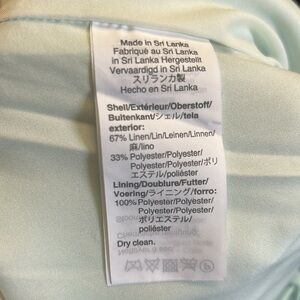 Made in Sri Lanka
Fabriqué au Sri Lanka
in Sri Lanka Hergestellt
Vervaardigd in Sri Lanka
スリランカ製
Hecho en Sri Lanka
Shell/Extérieur/Oberstoff/
Buitenkant/シェル/tela
exterior:
67% Linen/Lin/Leinen/Linnen/
麻/lino
33% Polyester/Polyester/
Polyester/Polyester/ポリ
エステル/poliéster
Lining/Doublure/Futter/
Voering/ライニング/forro:
100% Polyester/Polyester/
Polyester/Polyester/
ポリエステル/
poliéster
Dry clean.